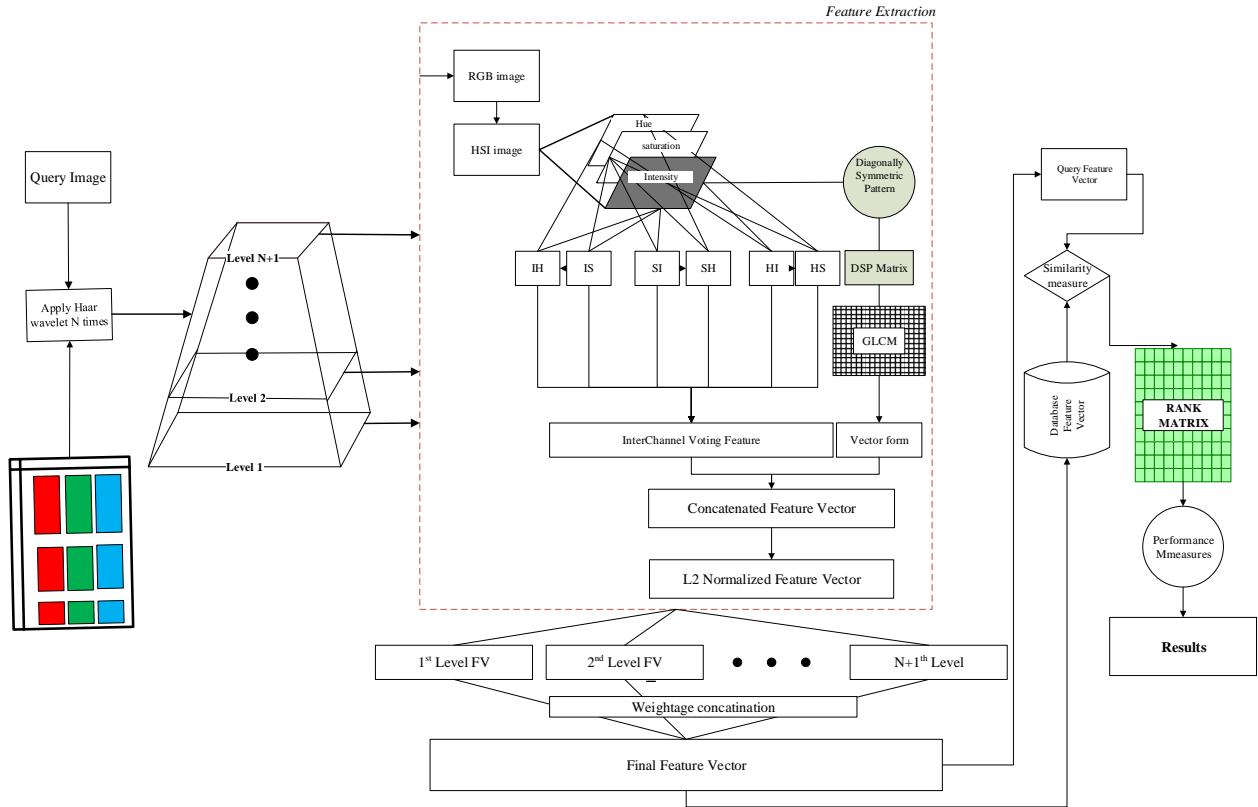 Feature Extraction
RGB image
HSI image
Hue
saturation
Intensity
Diagonally
Symmetric
Pattern
Query Image
Query Feature
Vector
Level N+1
IH
IS
SI
SH
HI
HS
DSP Matrix
Similarity
measure
Apply Haar
wavelet N times
GLCM
Level 2
Database
Feature
Vector
RANK
MATRIX
InterChannel Voting Feature
Vector form
Level 1
Concatenated Feature Vector
Performance
Mmeasures
L2 Normalized Feature Vector
Results
1st Level FV
2nd Level FV
N+1th Level
Weightage concatination
Final Feature Vector